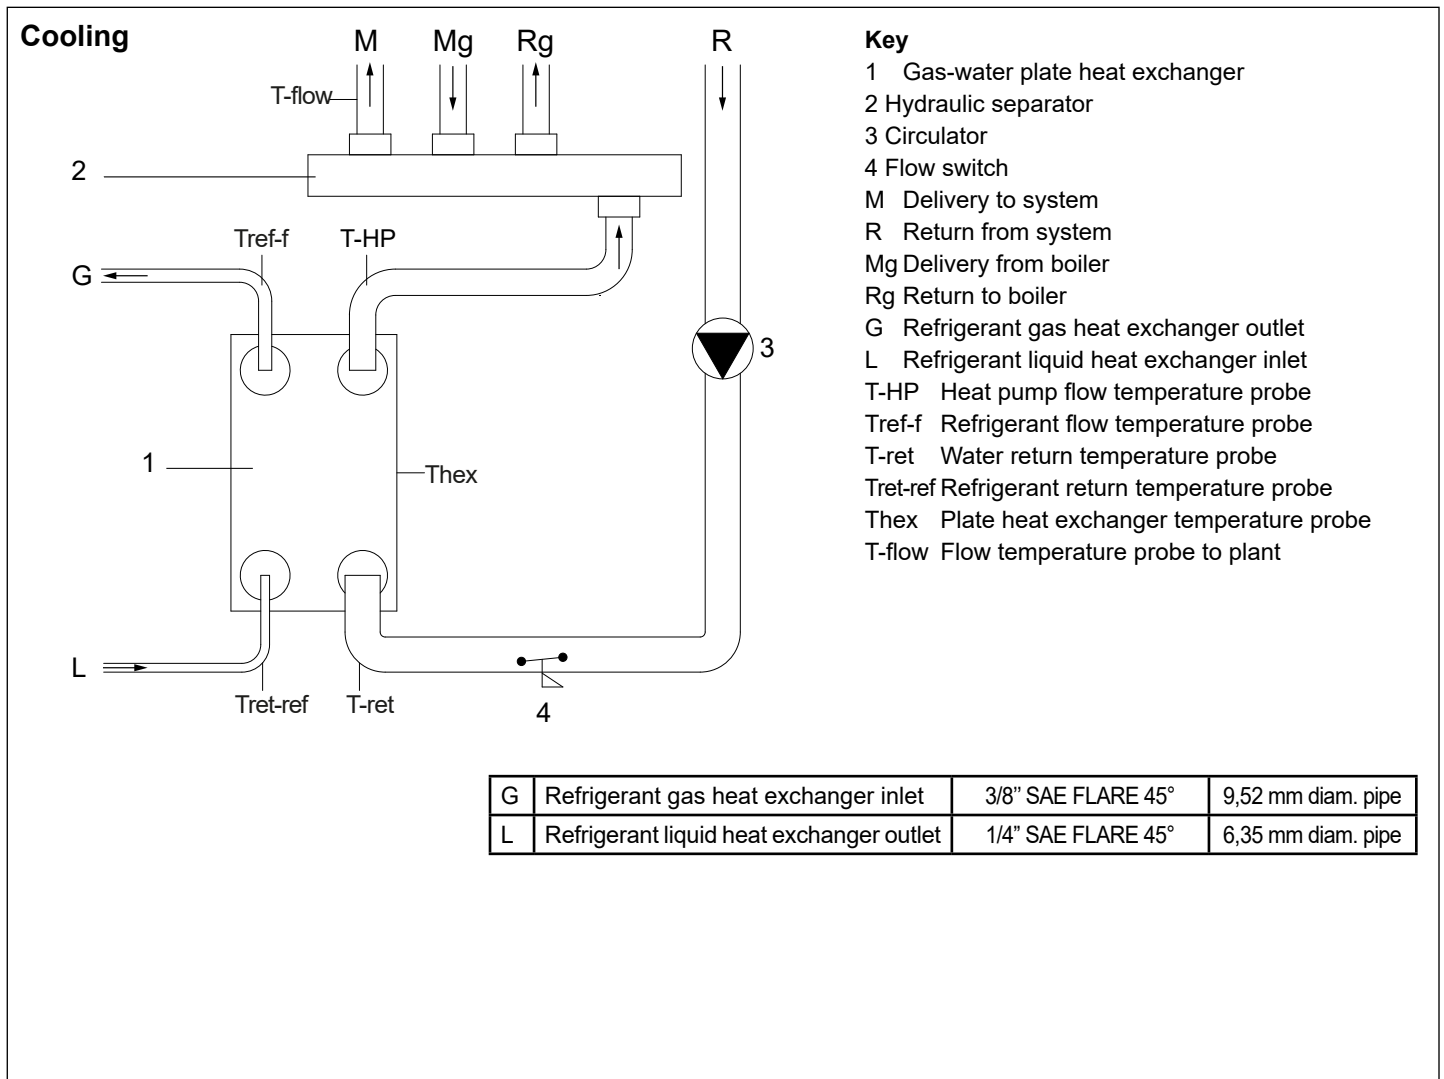 Cooling
M Mg Rg R
T-flow
2
Tref-f T-HP
G
3
1
Thex
L
Tret-ref T-ret
4
Key
1 Gas-water plate heat exchanger
2 Hydraulic separator
3 Circulator
4 Flow switch
M Delivery to system
R Return from system
Mg Delivery from boiler
Rg Return to boiler
G Refrigerant gas heat exchanger outlet
L Refrigerant liquid heat exchanger inlet
T-HP Heat pump flow temperature probe
Tref-f Refrigerant flow temperature probe
T-ret Water return temperature probe
Tret-ref Refrigerant return temperature probe
Thex Plate heat exchanger temperature probe
T-flow Flow temperature probe to plant
G Refrigerant gas heat exchanger inlet 3/8” SAE FLARE 45° 9,52 mm diam. pipe
L Refrigerant liquid heat exchanger outlet 1/4” SAE FLARE 45° 6,35 mm diam. pipe